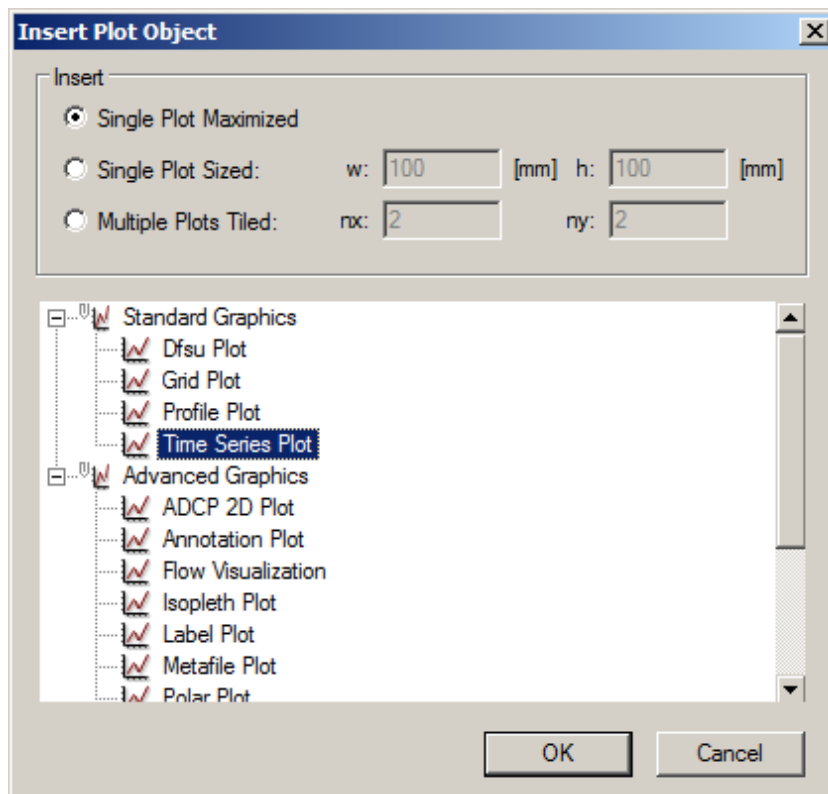 Insert Plot Object
Insert
Single Plot Maximized
Single Plot Sized: w: 100 [mm] h: 100 [mm]
Multiple Plots Tiled: nx: 2 ny: 2
Standard Graphics
Dfsu Plot
Grid Plot
Profile Plot
Time Series Plot
Advanced Graphics
ADCP 2D Plot
Annotation Plot
Flow Visualization
Isopleth Plot
Label Plot
Metafile Plot
Polar Plot
OK Cancel